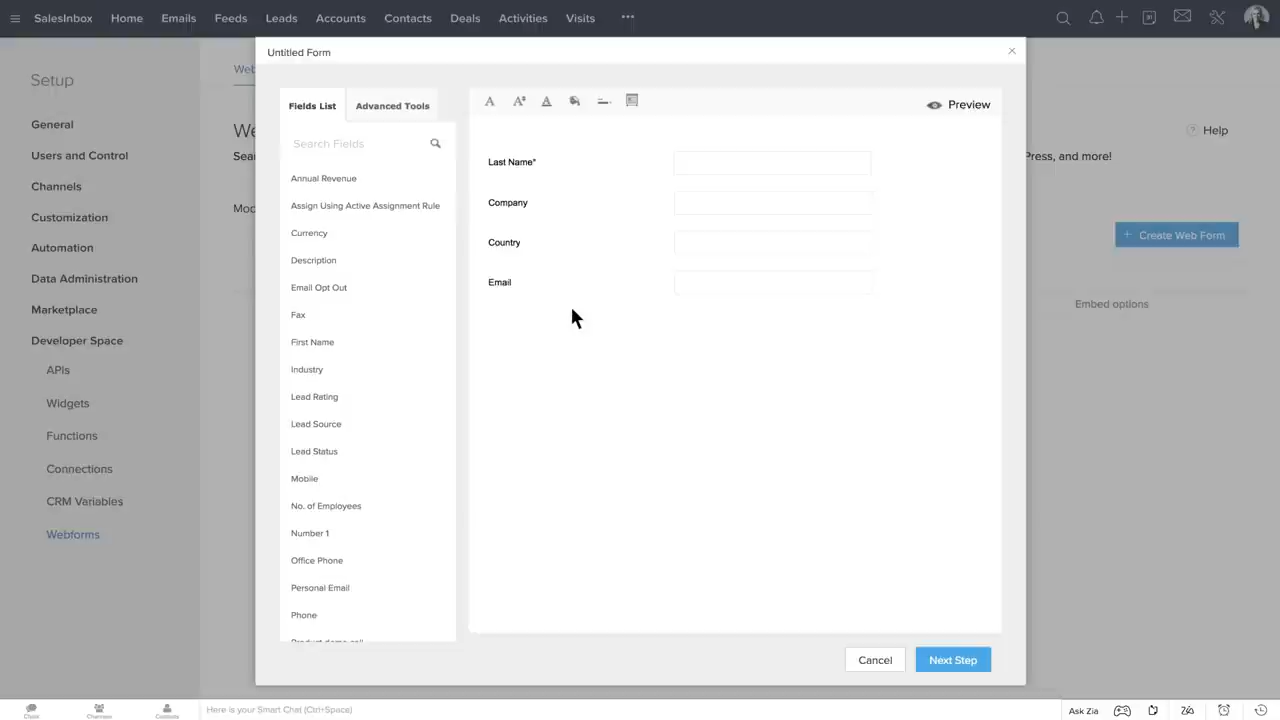 SalesInbox Home Emails Feeds Leads Accounts Contacts Deals Activities Visits •••
Untitled Form
Setup
General
Users and Control
Channels
Customization
Automation
Data Administration
Marketplace
Developer Space
APIs
Widgets
Functions
Connections
CRM Variables
Webforms
Fields List Advanced Tools
Search Fields
Annual Revenue
Assign Using Active Assignment Rule
Currency
Description
Email Opt Out
Fax
First Name
Industry
Lead Rating
Lead Source
Lead Status
Mobile
No. of Employees
Number 1
Office Phone
Personal Email
Phone
Preview
Last Name*
Company
Country
Email
Cancel Next Step
? Help
Press, and more!
+ Create Web Form
Embed options
Chats Channels Contacts Here is your Smart Chat (Ctrl+Space) Ask Zia